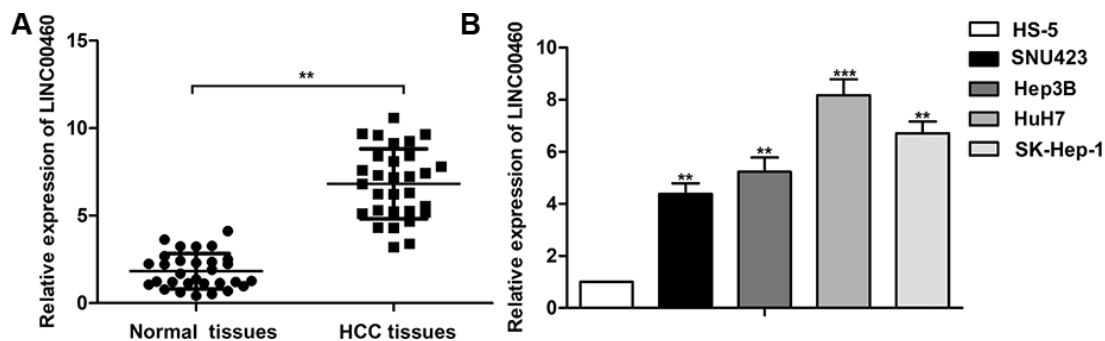 A
Relative expression of LINC00460
15
10
5
0
**
Normal tissues
HCC tissues
B
Relative expression of LINC00460
10
8
6
4
2
0
**
**
***
**
HS-5
SNU423
Hep3B
HuH7
SK-Hep-1